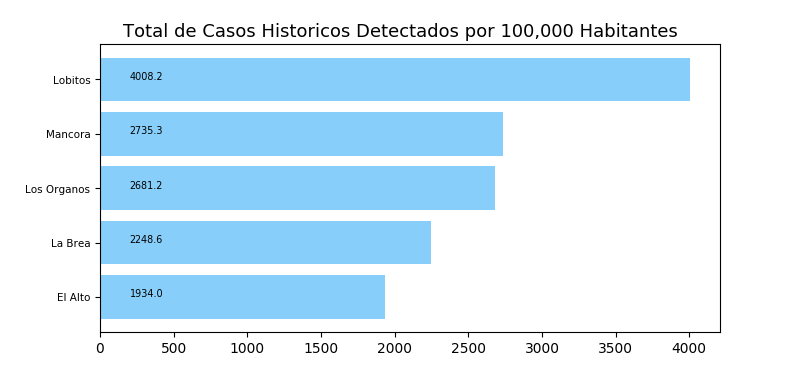 Total de Casos Historicos Detectados por 100,000 Habitantes
Lobitos 4008.2
Mancora 2735.3
Los Organos 2681.2
La Brea 2248.6
El Alto 1934.0
0 500 1000 1500 2000 2500 3000 3500 4000